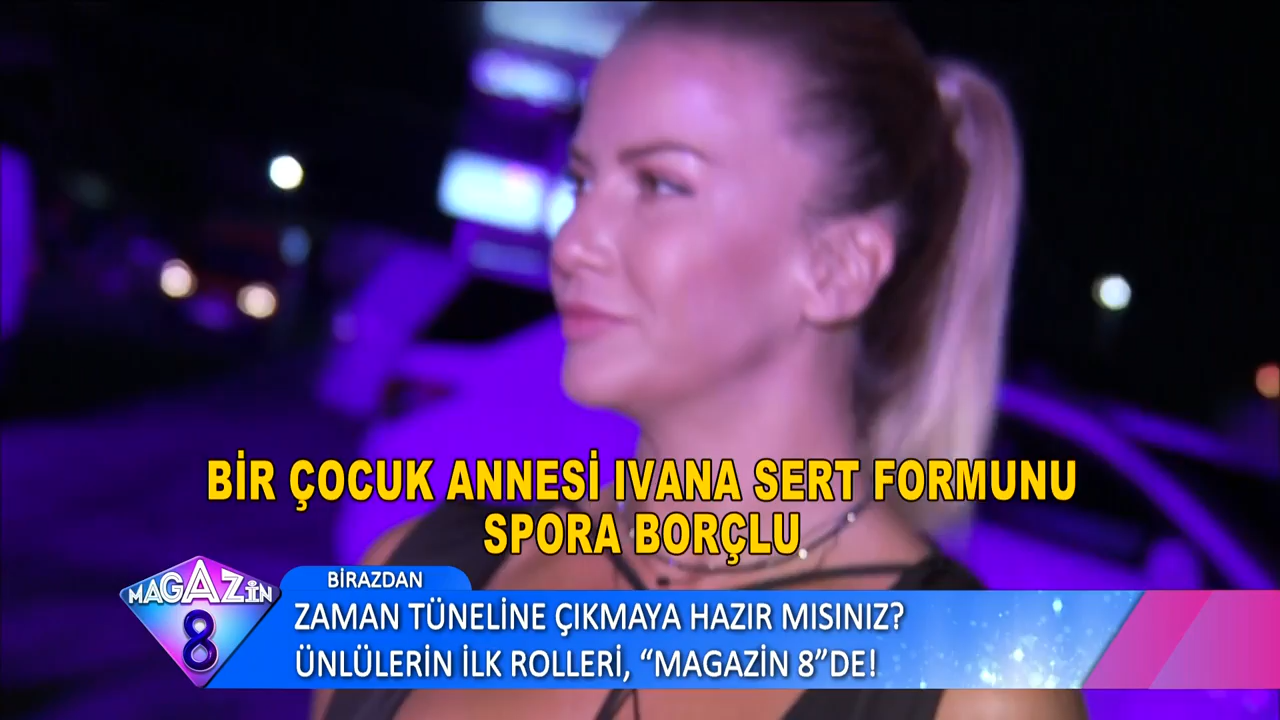 BİR ÇOCUK ANNESİ IVANA SERT FORMUNU
SPORA BORÇLU
BİRAZDAN
MAGAZİN
8
ZAMAN TÜNELİNE ÇIKMAYA HAZIR MISINIZ?
ÜNLÜLERİN İLK ROLLERİ, “MAGAZİN 8”DE!